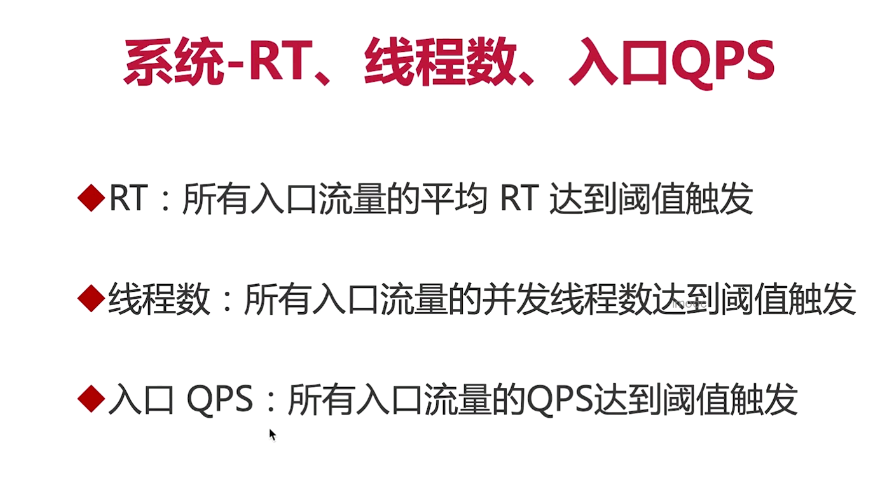 系统-RT、线程数、入口QPS
RT：所有入口流量的平均 RT 达到阈值触发
线程数：所有入口流量的并发线程数达到阈值触发
入口 QPS：所有入口流量的QPS达到阈值触发